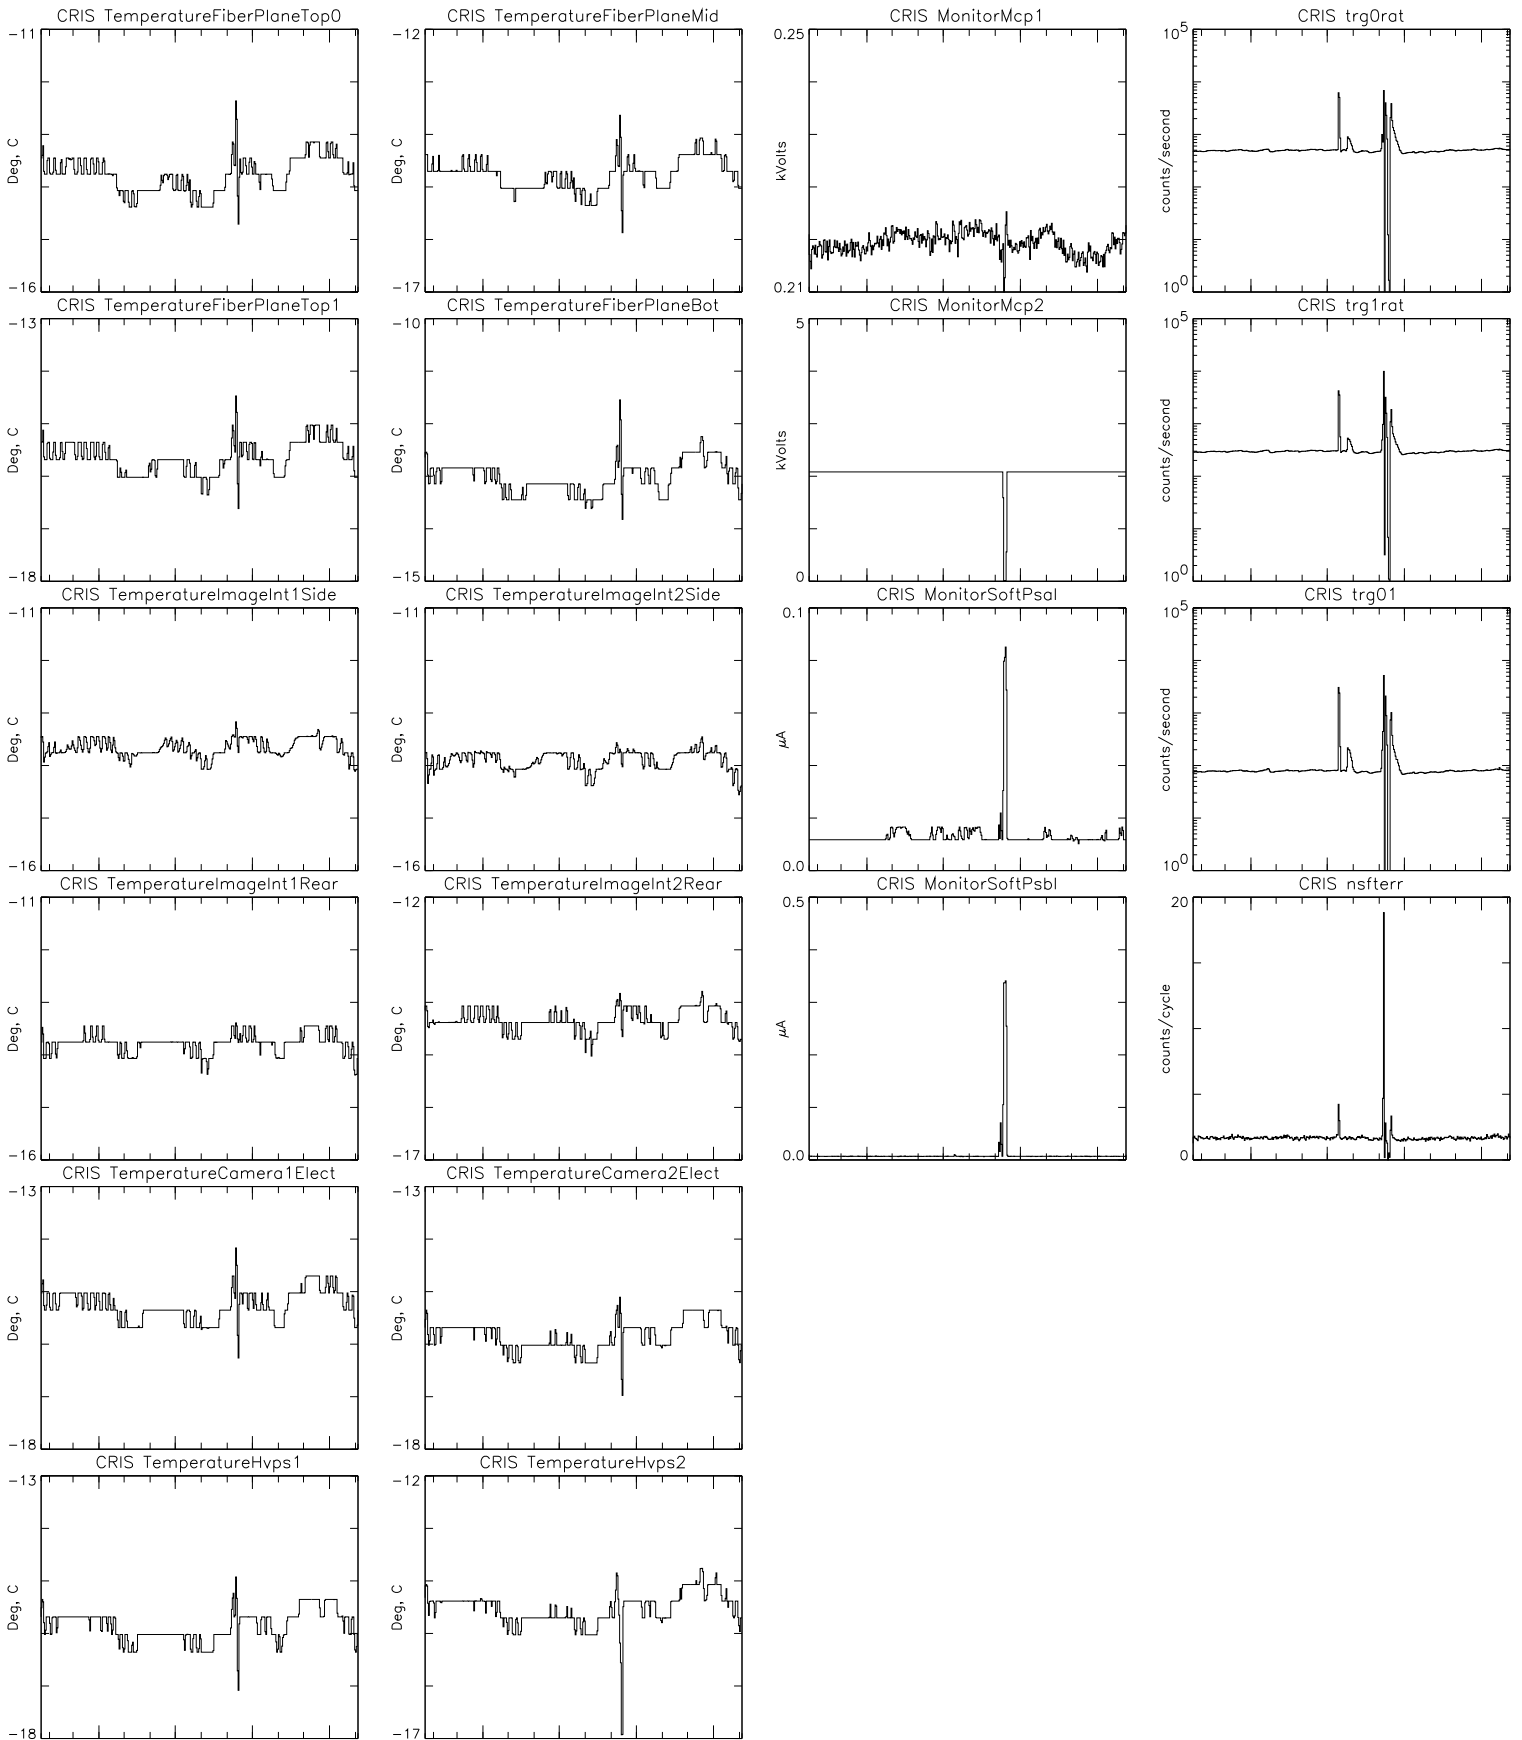 CRIS TemperatureFiberPlaneTop0
CRIS TemperatureFiberPlaneMid
CRIS MonitorMcp1
CRIS trg0rat
-11
Deg, C
-16
-12
Deg, C
-17
0.25
kVolts
0.21
10^5
counts/second
10^0
CRIS TemperatureFiberPlaneTop1
CRIS TemperatureFiberPlaneBot
CRIS MonitorMcp2
CRIS trg1rat
-13
Deg, C
-18
-10
Deg, C
-15
5
kVolts
0
10^5
counts/second
10^0
CRIS TemperatureImageInt1Side
CRIS TemperatureImageInt2Side
CRIS MonitorSoftPsaI
CRIS trg01
-11
Deg, C
-16
-11
Deg, C
-16
0.1
μA
0.0
10^5
counts/second
10^0
CRIS TemperatureImageInt1Rear
CRIS TemperatureImageInt2Rear
CRIS MonitorSoftPsbI
CRIS nsfterr
-11
Deg, C
-16
-12
Deg, C
-17
0.5
μA
0.0
20
counts/cycle
0
CRIS TemperatureCamera1Elect
CRIS TemperatureCamera2Elect
-13
Deg, C
-18
-13
Deg, C
-18
CRIS TemperatureHvps1
CRIS TemperatureHvps2
-13
Deg, C
-18
-12
Deg, C
-17